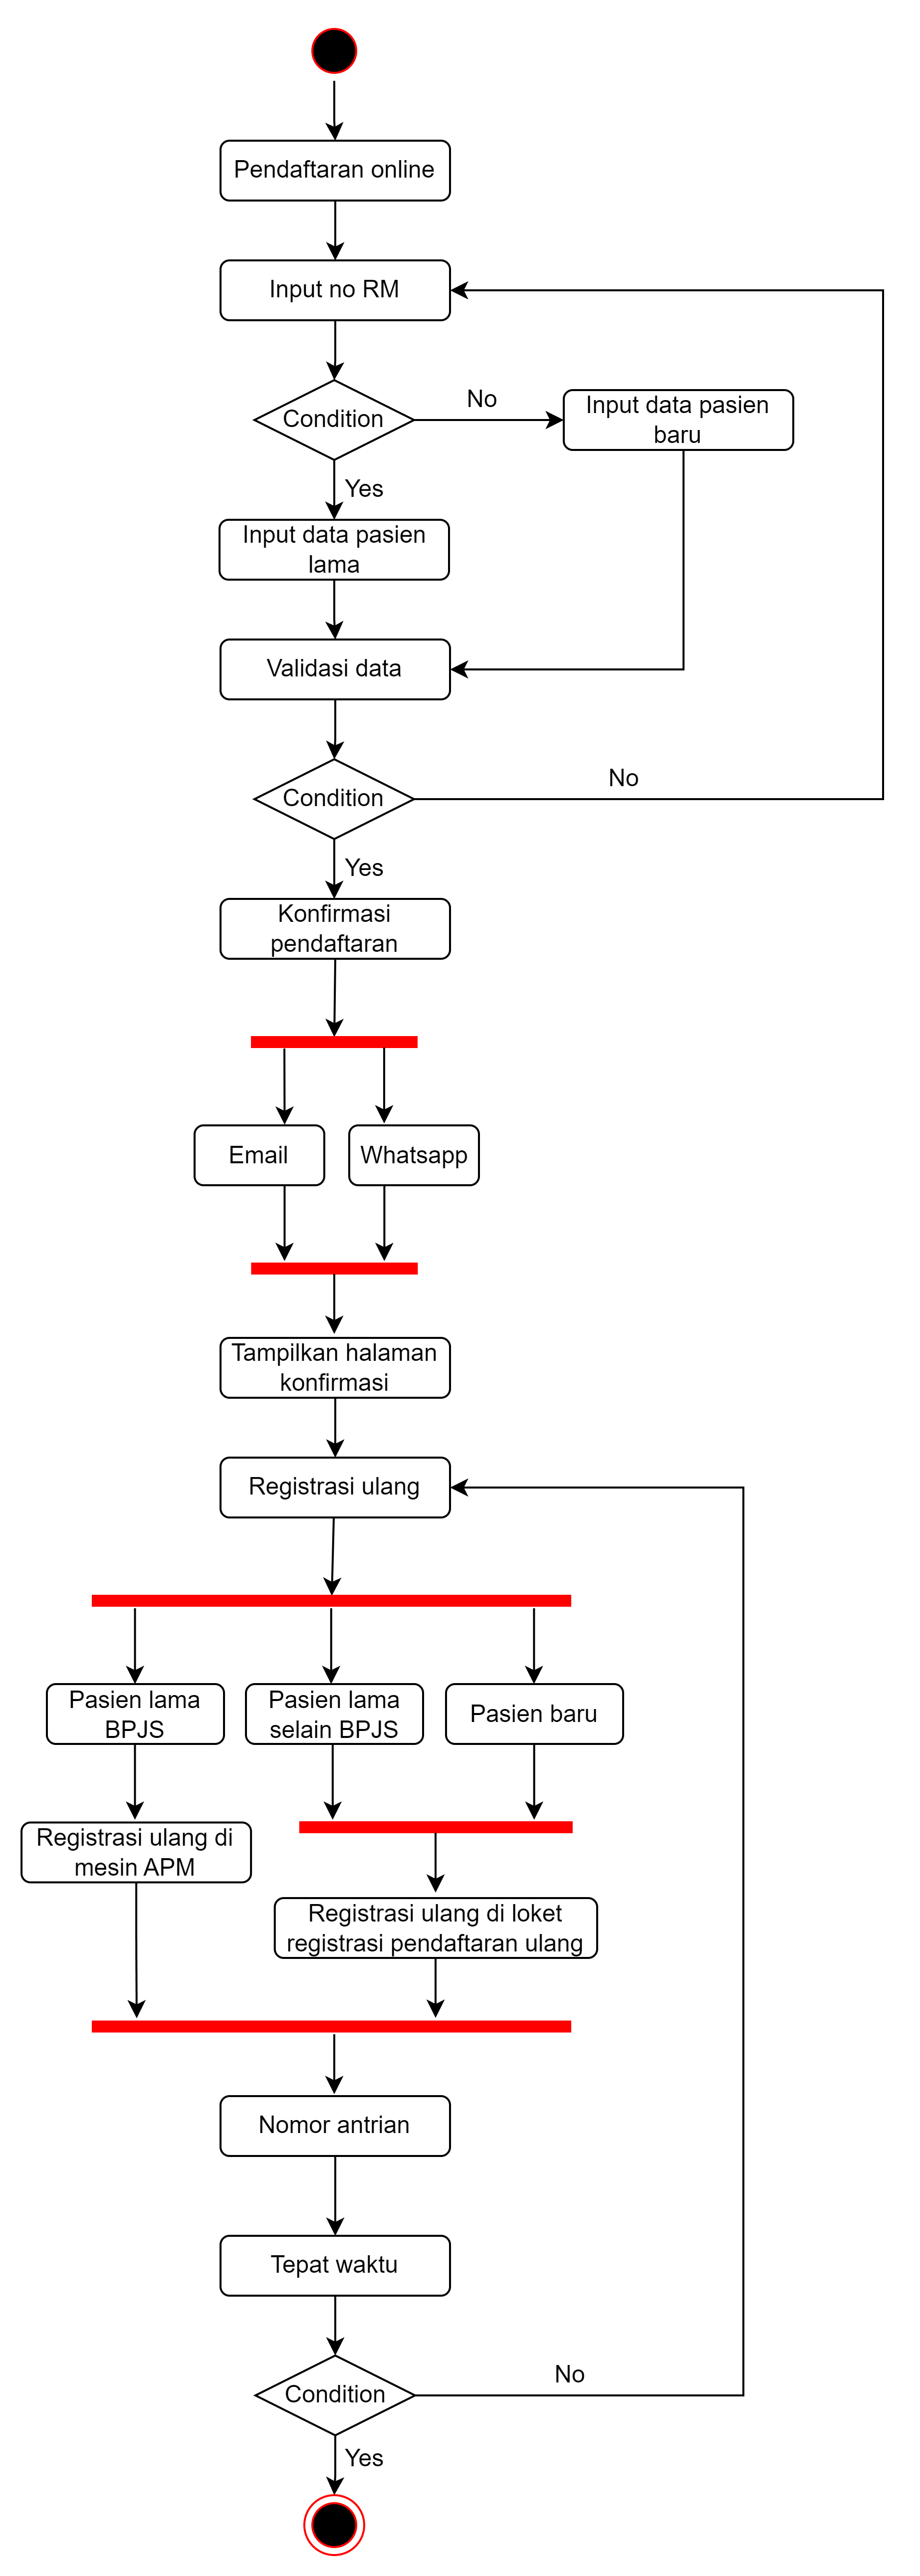 Pendaftaran online
Input no RM
Condition
No
Input data pasien
baru
Yes
Input data pasien
lama
Validasi data
Condition
No
Yes
Konfirmasi
pendaftaran
Email
Whatsapp
Tampilkan halaman
konfirmasi
Registrasi ulang
Pasien lama
BPJS
Pasien lama
selain BPJS
Pasien baru
Registrasi ulang di
mesin APM
Registrasi ulang di loket
registrasi pendaftaran ulang
Nomor antrian
Tepat waktu
Condition
No
Yes